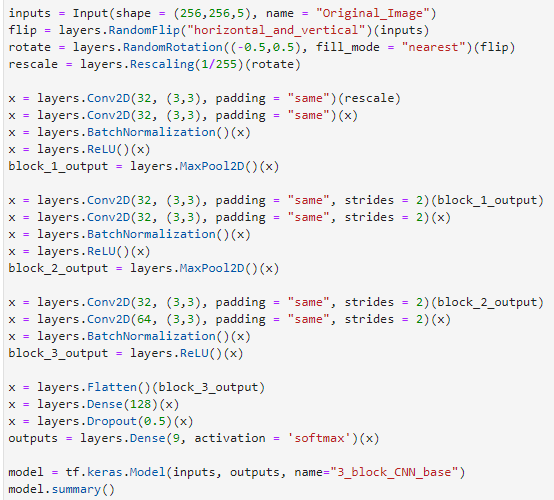 inputs = Input(shape = (256,256,5), name = "Original_Image")
flip = layers.RandomFlip("horizontal_and_vertical")(inputs)
rotate = layers.RandomRotation((-0.5,0.5), fill_mode = "nearest")(flip)
rescale = layers.Rescaling(1/255)(rotate)

x = layers.Conv2D(32, (3,3), padding = "same")(rescale)
x = layers.Conv2D(32, (3,3), padding = "same")(x)
x = layers.BatchNormalization()(x)
x = layers.ReLU()(x)
block_1_output = layers.MaxPool2D()(x)

x = layers.Conv2D(32, (3,3), padding = "same", strides = 2)(block_1_output)
x = layers.Conv2D(32, (3,3), padding = "same", strides = 2)(x)
x = layers.BatchNormalization()(x)
x = layers.ReLU()(x)
block_2_output = layers.MaxPool2D()(x)

x = layers.Conv2D(32, (3,3), padding = "same", strides = 2)(block_2_output)
x = layers.Conv2D(64, (3,3), padding = "same", strides = 2)(x)
x = layers.BatchNormalization()(x)
block_3_output = layers.ReLU()(x)

x = layers.Flatten()(block_3_output)
x = layers.Dense(128)(x)
x = layers.Dropout(0.5)(x)
outputs = layers.Dense(9, activation = 'softmax')(x)

model = tf.keras.Model(inputs, outputs, name="3_block_CNN_base")
model.summary()